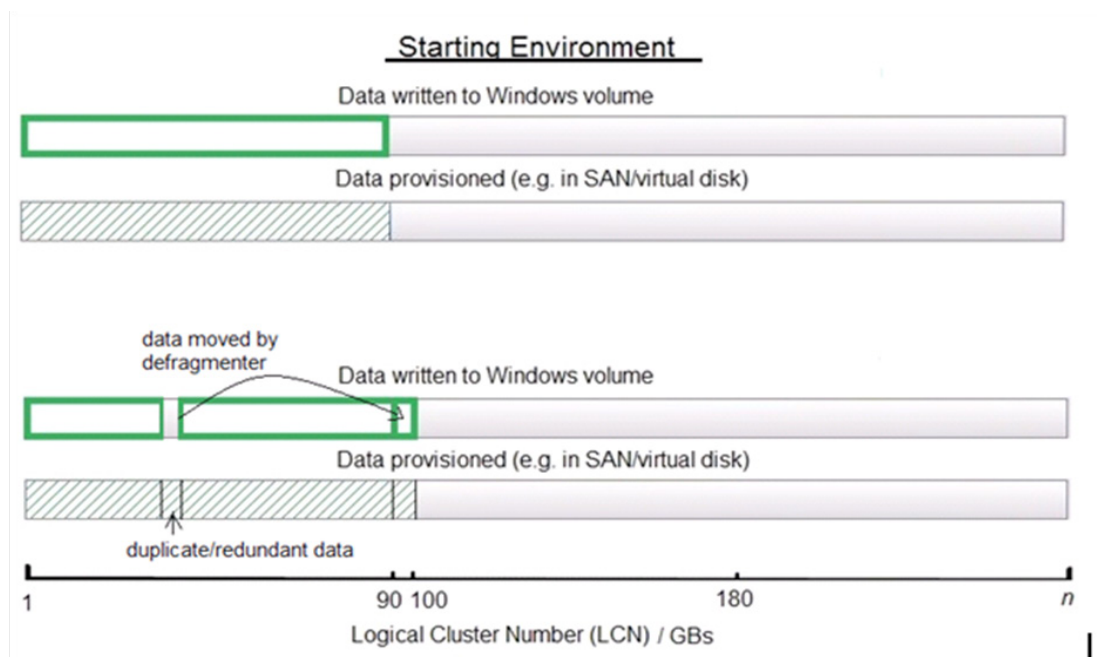 Starting Environment
Data written to Windows volume
Data provisioned (e.g. in SAN/virtual disk)
data moved by
defragmenter
Data written to Windows volume
Data provisioned (e.g. in SAN/virtual disk)
duplicate/redundant data
1 90 100 180 n
Logical Cluster Number (LCN) / GBs